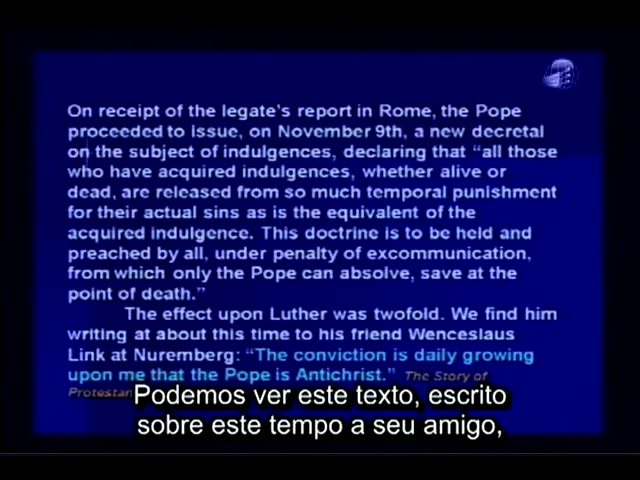 On receipt of the legate's report in Rome, the Pope
proceeded to issue, on November 9th, a new decretal
on the subject of indulgences, declaring that "all those
who have acquired indulgences, whether alive or
dead, are released from so much temporal punishment
for their actual sins as is the equivalent of the
acquired indulgence. This doctrine is to be held and
preached by all, under penalty of excommunication,
from which only the Pope can absolve, save at the
point of death."
The effect upon Luther was twofold. We find him
writing at about this time to his friend Wenceslaus
Link at Nuremberg: "The conviction is daily growing
upon me that the Pope is Antichrist." The Story of
Podemos ver este texto, escrito
sobre este tempo a seu amigo,